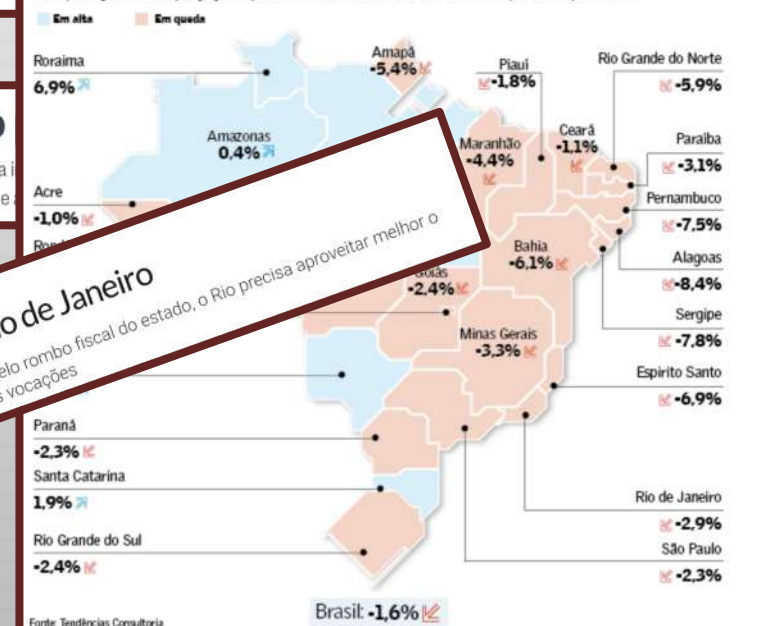 Em alta
Em queda
Roraima
6,9%
Amapá
-5,4%
Piauí
-1,8%
Rio Grande do Norte
-5,9%
Amazonas
0,4%
Maranhão
-4,4%
Ceará
-1,1%
Paraíba
-3,1%
Acre
-1,0%
Pernambuco
-7,5%
Bahia
-6,1%
Alagoas
-8,4%
Goiás
-2,4%
Sergipe
-7,8%
Minas Gerais
-3,3%
Espírito Santo
-6,9%
o de Janeiro
elo rombo fiscal do estado, o Rio precisa aproveitar melhor o
s vocações
Paraná
-2,3%
Santa Catarina
1,9%
Rio de Janeiro
-2,9%
Rio Grande do Sul
-2,4%
São Paulo
-2,3%
Brasil: -1,6%
Fonte: Tendências Consultoria